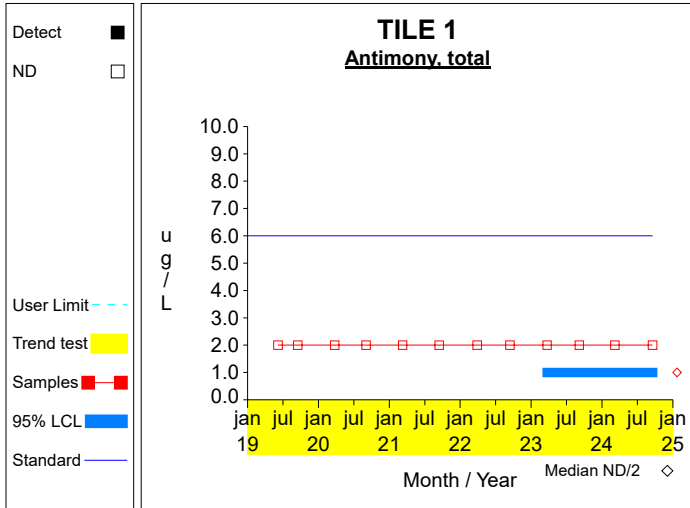 Detect
ND
User Limit
Trend test
Samples
95% LCL
Standard
TILE 1
Antimony, total
ug/L
10.0
9.0
8.0
7.0
6.0
5.0
4.0
3.0
2.0
1.0
0.0
jan jul jan jul jan jul jan jul jan jul jan jul jan
19 20 21 22 23 24 25
Month / Year
Median ND/2